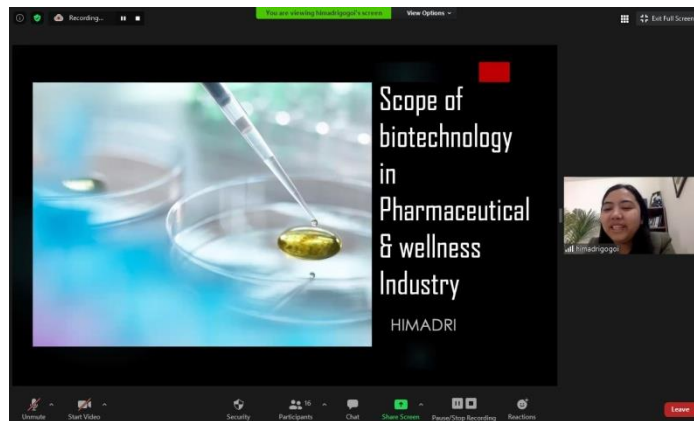 Recording...
You are viewing himadrigogoi's screen
View Options
Exit Full Screen
Scope of
biotechnology
in
Pharmaceutical
& wellness
Industry
HIMADRI
himadrigogoi
Unmute
Start Video
Security
16
Participants
Chat
Share Screen
Pause/Stop Recording
Reactions
Leave